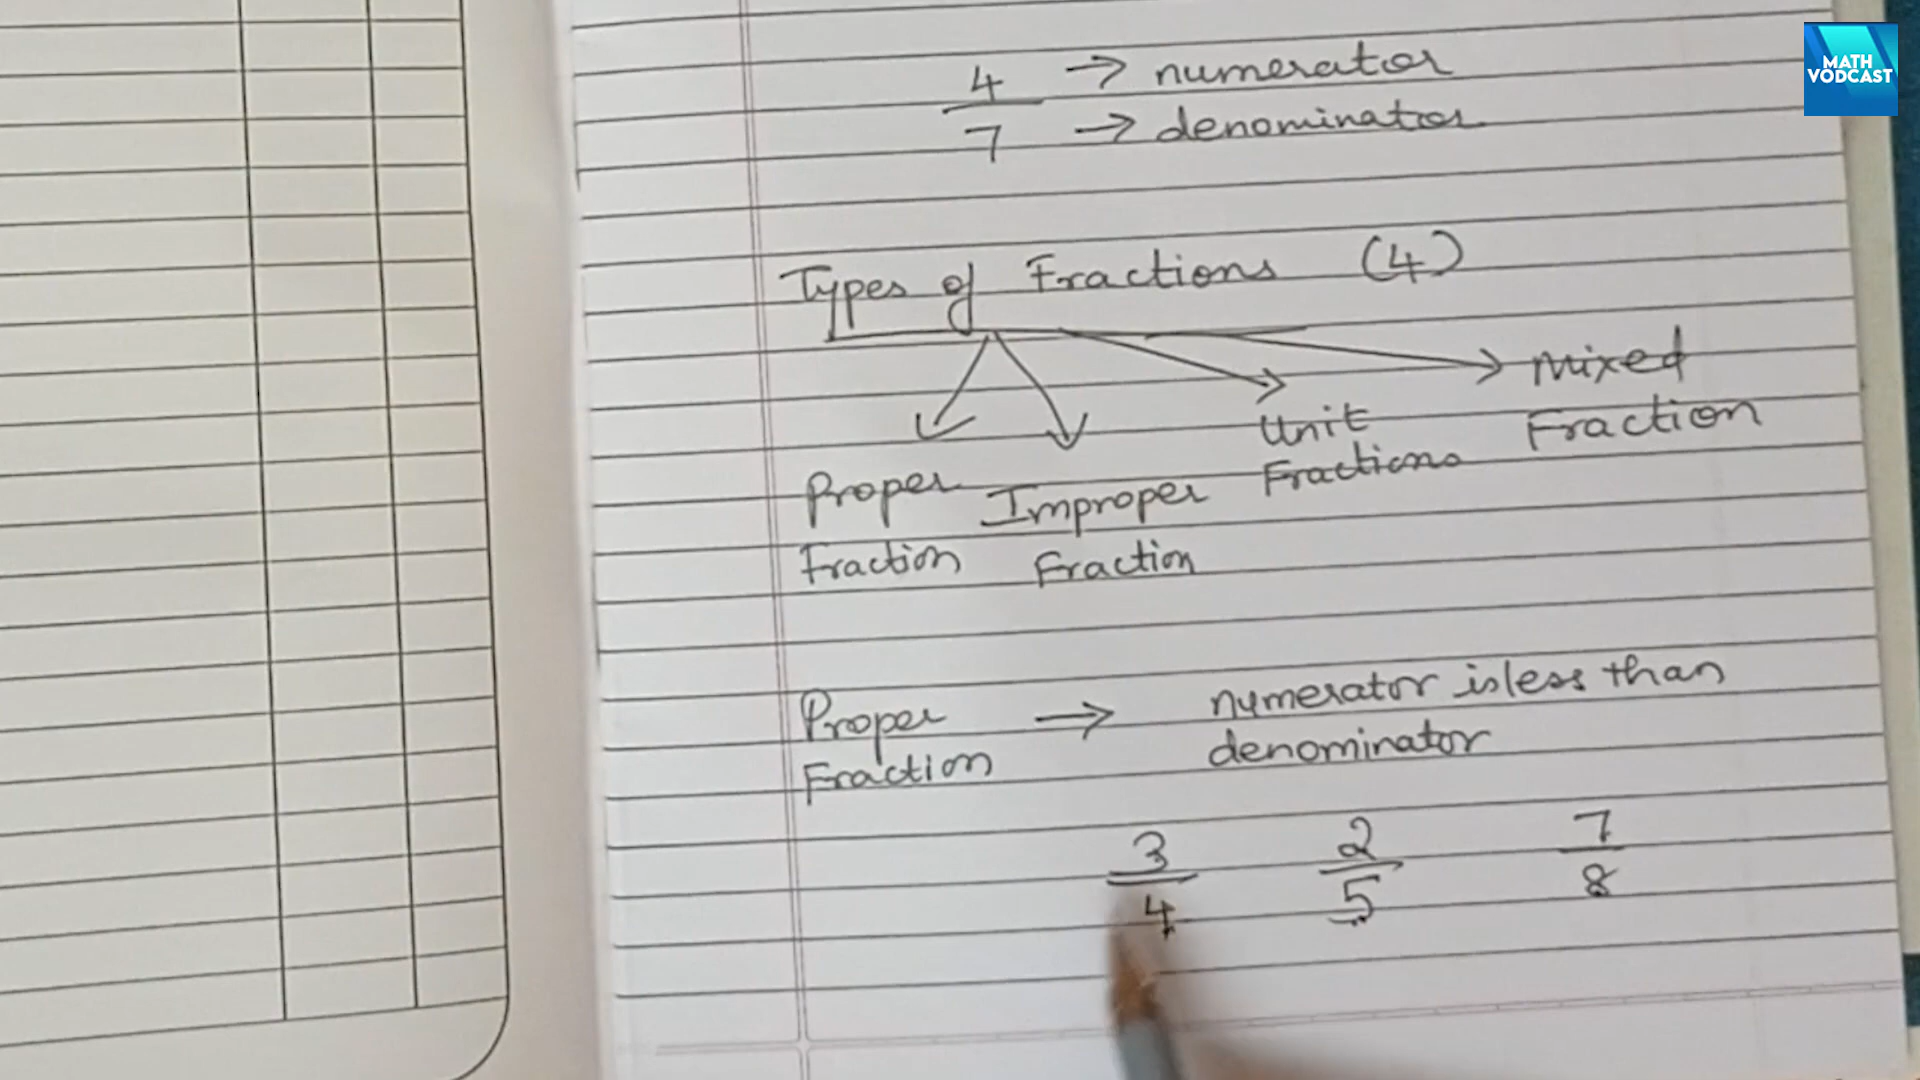 MATH
VODCAST
4 → numerator
7 → denominator
Types of Fractions (4)
Proper
Fraction
Improper
Fraction
Unit
Fractions
Mixed
Fraction
Proper
Fraction
→
numerator is less than
denominator
3 2 7
4 5 8